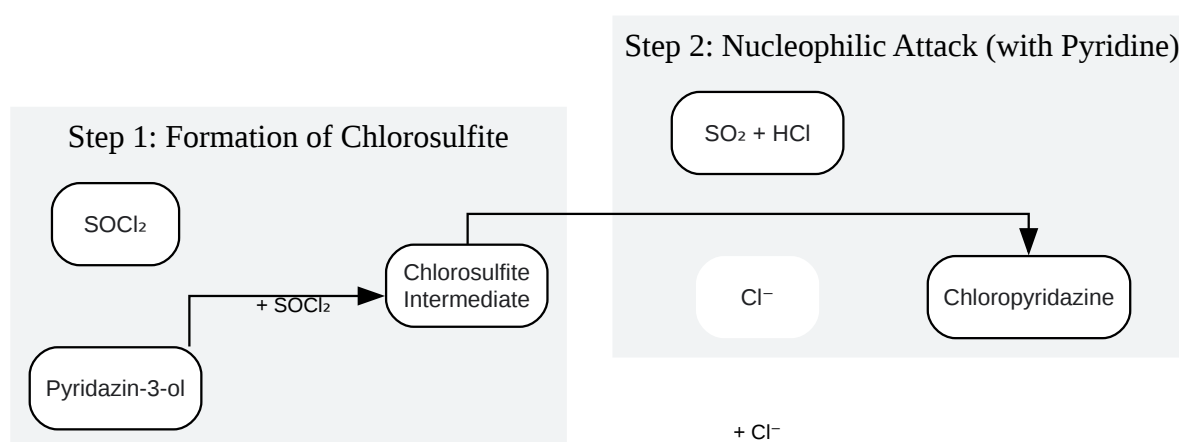 Step 1: Formation of Chlorosulfite
SOCl₂
Chlorosulfite
Intermediate
+ SOCl₂
Pyridazin-3-ol
Step 2: Nucleophilic Attack (with Pyridine)
SO₂ + HCl
Cl⁻
Chloropyridazine
+ Cl⁻